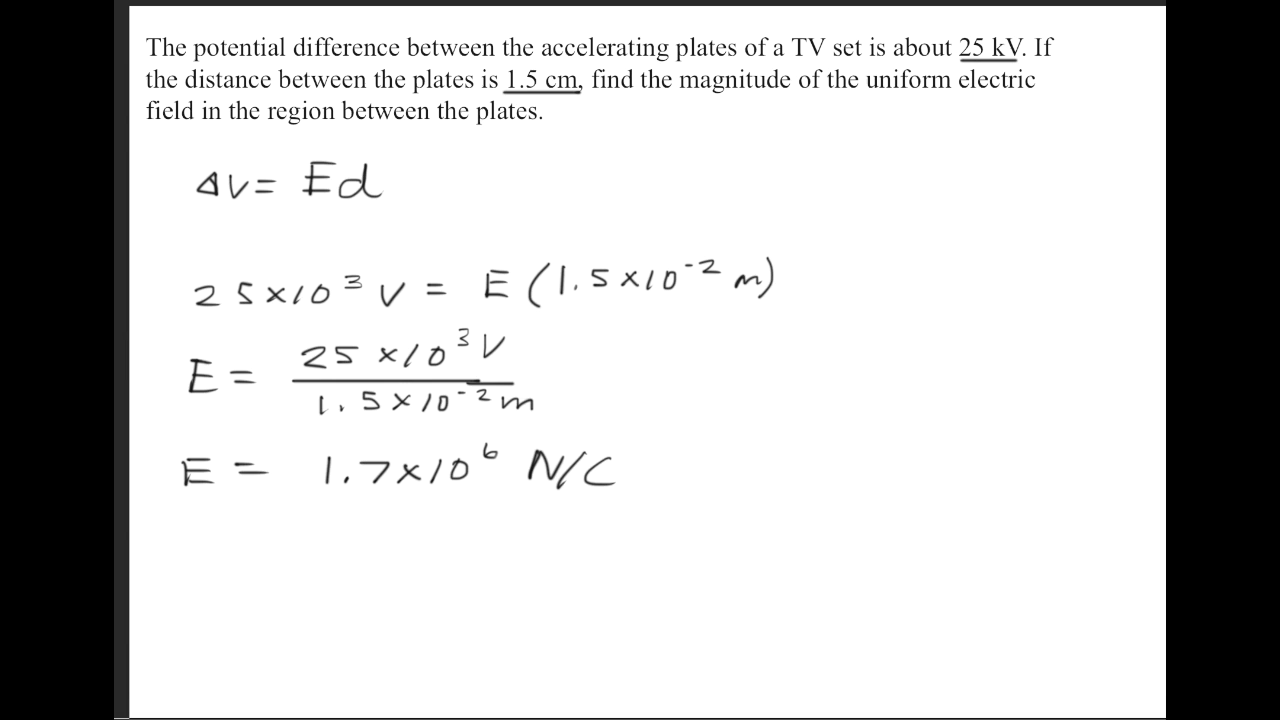 The potential difference between the accelerating plates of a TV set is about 25 kV. If
the distance between the plates is 1.5 cm, find the magnitude of the uniform electric
field in the region between the plates.
ΔV = Ed
25×10³ V = E (1.5×10⁻² m)
E = 25 ×10³ V
1.5×10⁻² m
E = 1.7×10⁶ N/C